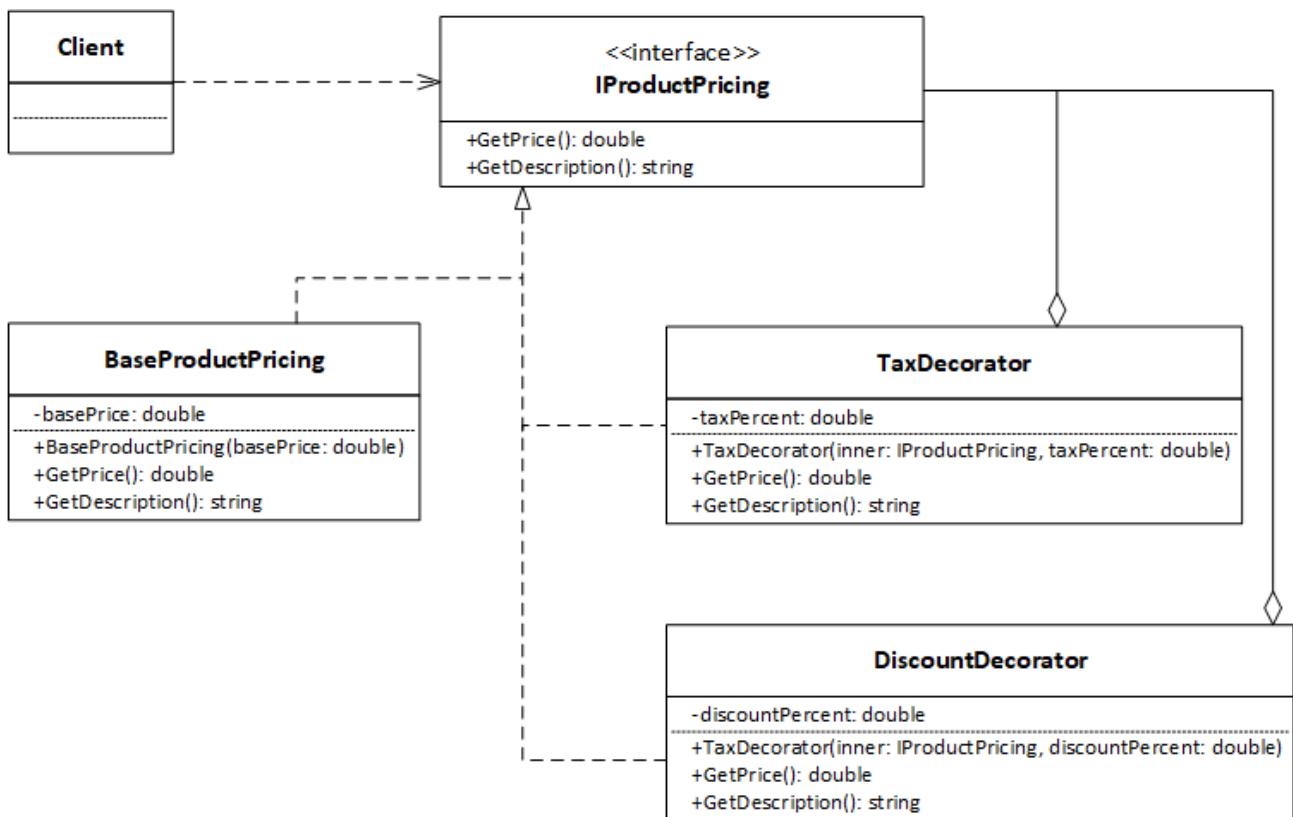 Client
<<interface>>
IProductPricing
+GetPrice(): double
+GetDescription(): string
BaseProductPricing
-basePrice: double
+BaseProductPricing(basePrice: double)
+GetPrice(): double
+GetDescription(): string
TaxDecorator
-taxPercent: double
+TaxDecorator(inner: IProductPricing, taxPercent: double)
+GetPrice(): double
+GetDescription(): string
DiscountDecorator
-discountPercent: double
+TaxDecorator(inner: IProductPricing, discountPercent: double)
+GetPrice(): double
+GetDescription(): string